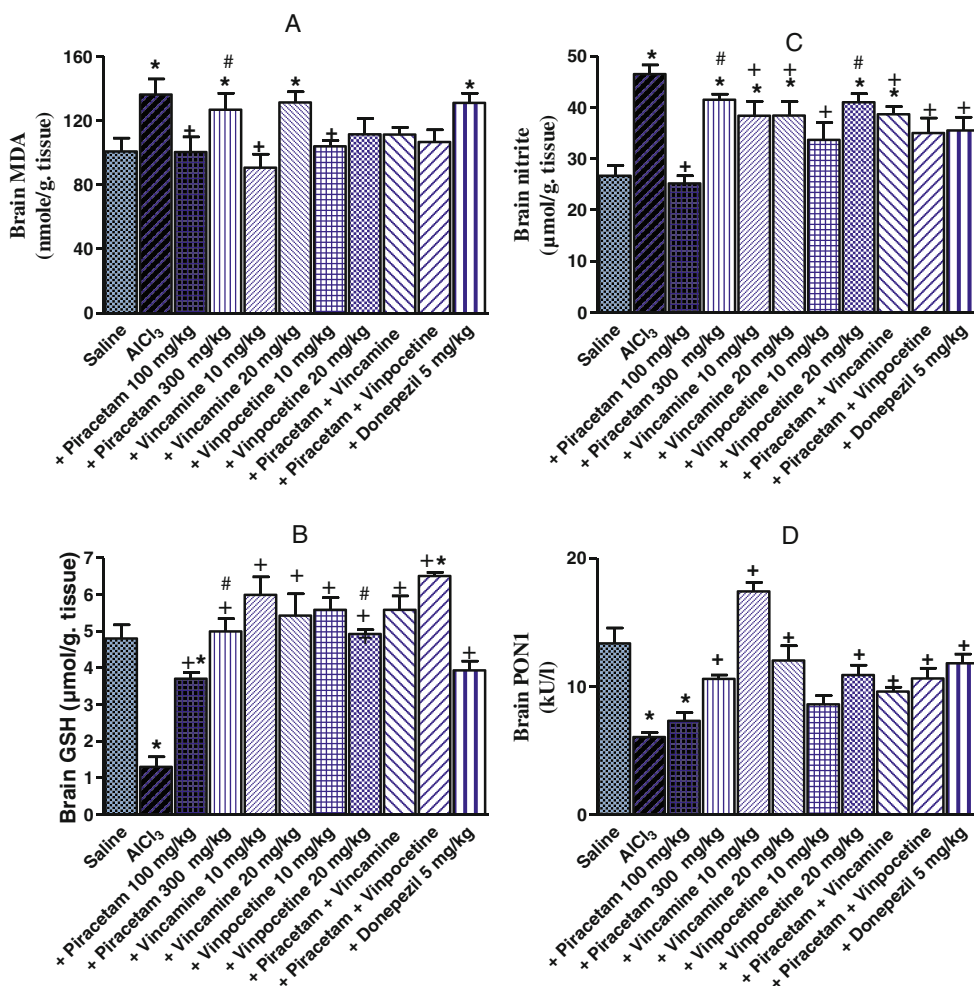 A
Brain MDA
(nmole/g. tissue)
160
120
80
40
0
#
*
*
+
*
+
*
+
*
Saline
AlCl₃
+ Piracetam 100 mg/kg
+ Piracetam 300 mg/kg
+ Vincamine 10 mg/kg
+ Vincamine 20 mg/kg
+ Vinpocetine 10 mg/kg
+ Vinpocetine 20 mg/kg
+ Piracetam + Vincamine
+ Piracetam + Vinpocetine
+ Donepezil 5 mg/kg
C
Brain nitrite
(µmol/g. tissue)
50
40
30
20
10
0
*
+
#
*
+
*
+
*
+
#
*
+
*
+
+
Saline
AlCl₃
+ Piracetam 100 mg/kg
+ Piracetam 300 mg/kg
+ Vincamine 10 mg/kg
+ Vincamine 20 mg/kg
+ Vinpocetine 10 mg/kg
+ Vinpocetine 20 mg/kg
+ Piracetam + Vincamine
+ Piracetam + Vinpocetine
+ Donepezil 5 mg/kg
B
Brain GSH (µmol/g. tissue)
7
6
5
4
3
2
1
0
*
+*
#
+
+
+
+
#
+
+
+*
+
Saline
AlCl₃
+ Piracetam 100 mg/kg
+ Piracetam 300 mg/kg
+ Vincamine 10 mg/kg
+ Vincamine 20 mg/kg
+ Vinpocetine 10 mg/kg
+ Vinpocetine 20 mg/kg
+ Piracetam + Vincamine
+ Piracetam + Vinpocetine
+ Donepezil 5 mg/kg
D
Brain PON1
(kU/l)
20
15
10
5
0
*
*
+
+
+
+
+
+
+
Saline
AlCl₃
+ Piracetam 100 mg/kg
+ Piracetam 300 mg/kg
+ Vincamine 10 mg/kg
+ Vincamine 20 mg/kg
+ Vinpocetine 10 mg/kg
+ Vinpocetine 20 mg/kg
+ Piracetam + Vincamine
+ Piracetam + Vinpocetine
+ Donepezil 5 mg/kg